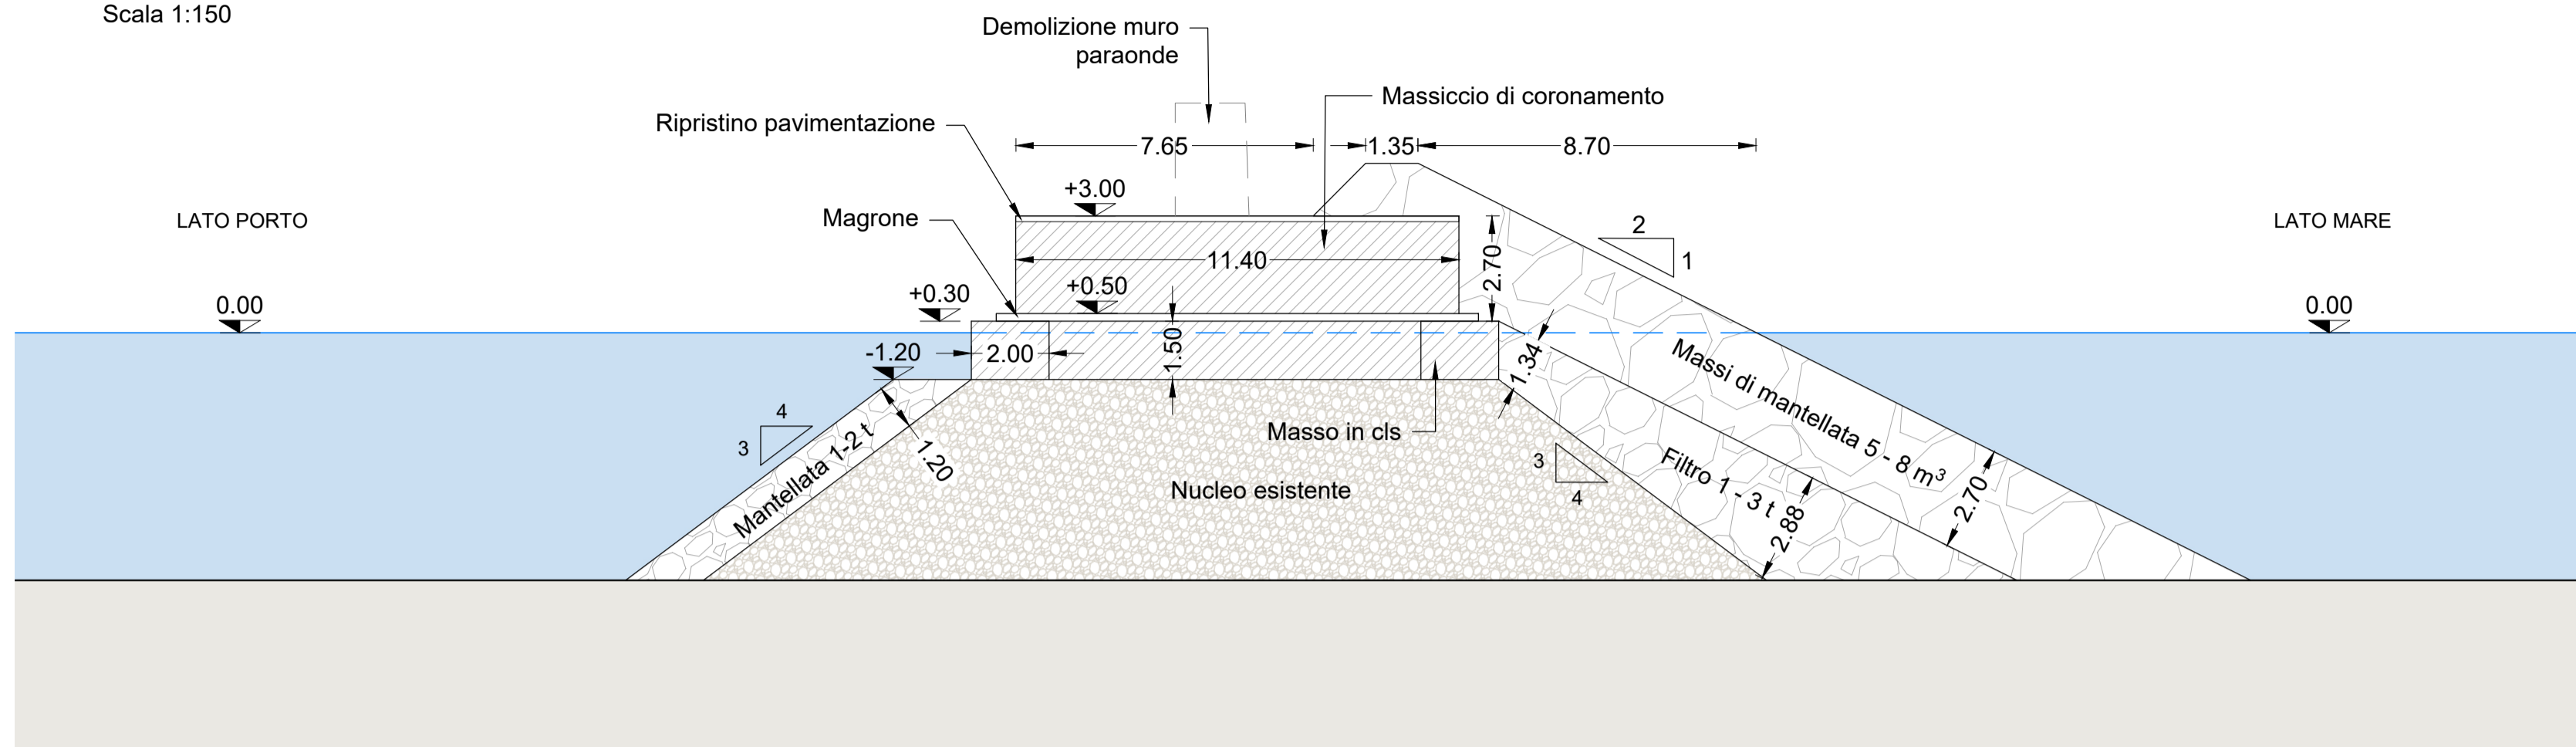 Scala 1:150
Demolizione muro
paraonde
Massiccio di coronamento
Ripristino pavimentazione
7.65
1.35
8.70
+3.00
LATO PORTO
Magrone
LATO MARE
2
1
2.70
11.40
+0.50
+0.30
0.00
0.00
-1.20
2.00
1.50
1.34
Massi di mantellata 5 - 8 m³
4
3
Mantellata 1-2 t
1.20
Masso in cls
3
4
Filtro 1 - 3 t
Nucleo esistente
2.88
2.70